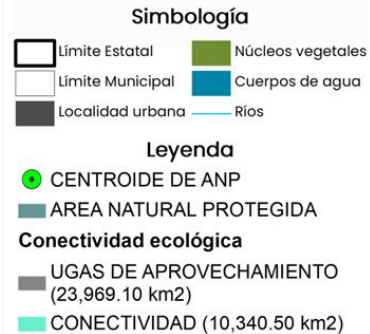 Simbología
Límite Estatal
Núcleos vegetales
Límite Municipal
Cuerpos de agua
Localidad urbana
Ríos
Leyenda
CENTROIDE DE ANP
AREA NATURAL PROTEGIDA
Conectividad ecológica
UGAS DE APROVECHAMIENTO
(23,969.10 km2)
CONECTIVIDAD (10,340.50 km2)